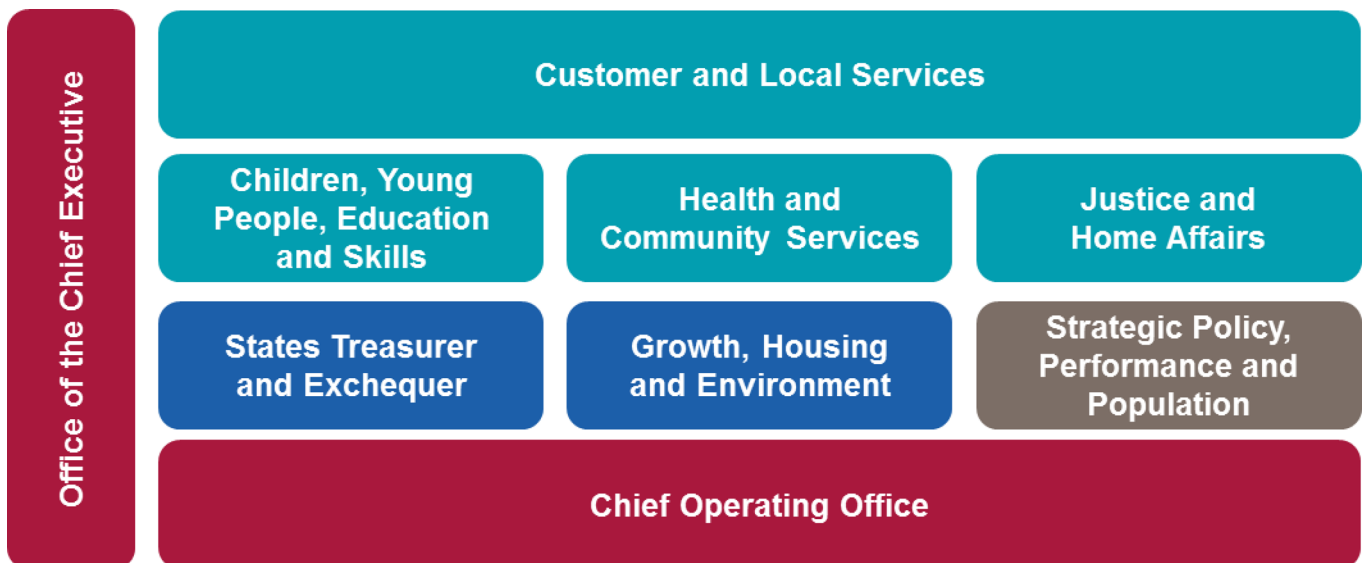 Office of the Chief Executive
Customer and Local Services
Children, Young
People, Education
and Skills
Health and
Community Services
Justice and
Home Affairs
States Treasurer
and Exchequer
Growth, Housing
and Environment
Strategic Policy,
Performance and
Population
Chief Operating Office